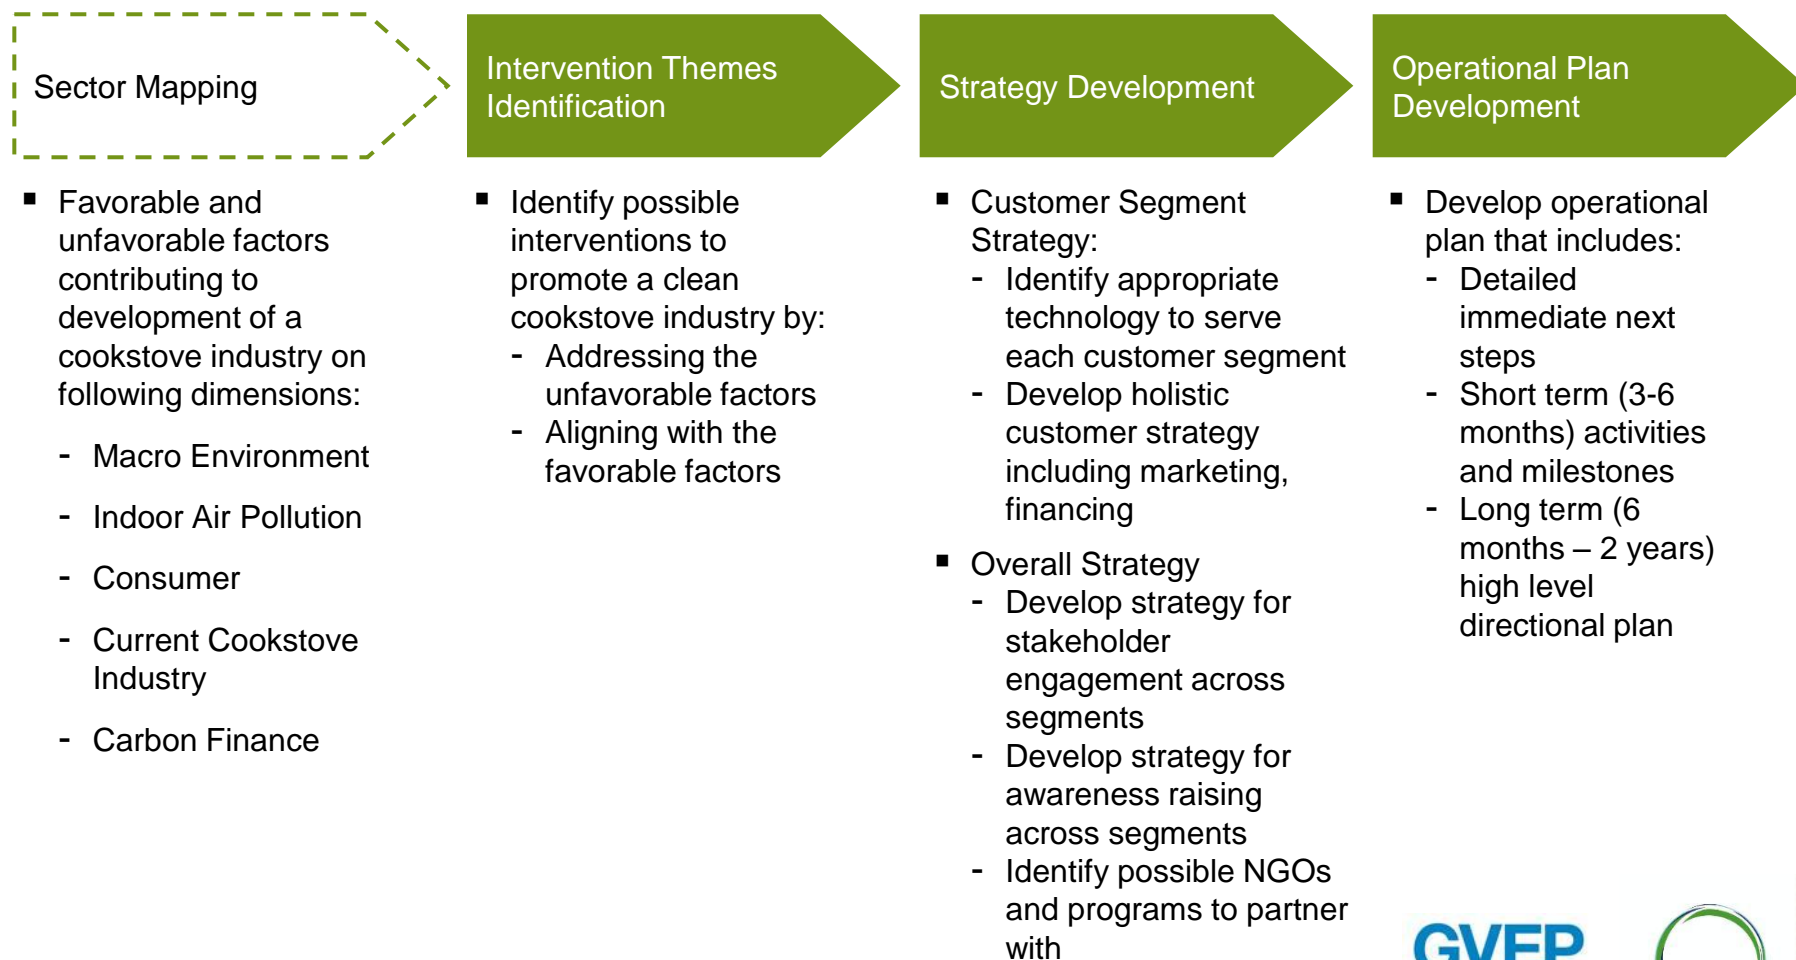 Sector Mapping
Intervention Themes
Identification
Strategy Development
Operational Plan
Development
▪ Favorable and
unfavorable factors
contributing to
development of a
cookstove industry on
following dimensions:
- Macro Environment
- Indoor Air Pollution
- Consumer
- Current Cookstove
Industry
- Carbon Finance
▪ Identify possible
interventions to
promote a clean
cookstove industry by:
- Addressing the
unfavorable factors
- Aligning with the
favorable factors
▪ Customer Segment
Strategy:
- Identify appropriate
technology to serve
each customer segment
- Develop holistic
customer strategy
including marketing,
financing
▪ Overall Strategy
- Develop strategy for
stakeholder
engagement across
segments
- Develop strategy for
awareness raising
across segments
- Identify possible NGOs
and programs to partner
with
▪ Develop operational
plan that includes:
- Detailed
immediate next
steps
- Short term (3-6
months) activities
and milestones
- Long term (6
months – 2 years)
high level
directional plan
GVEP